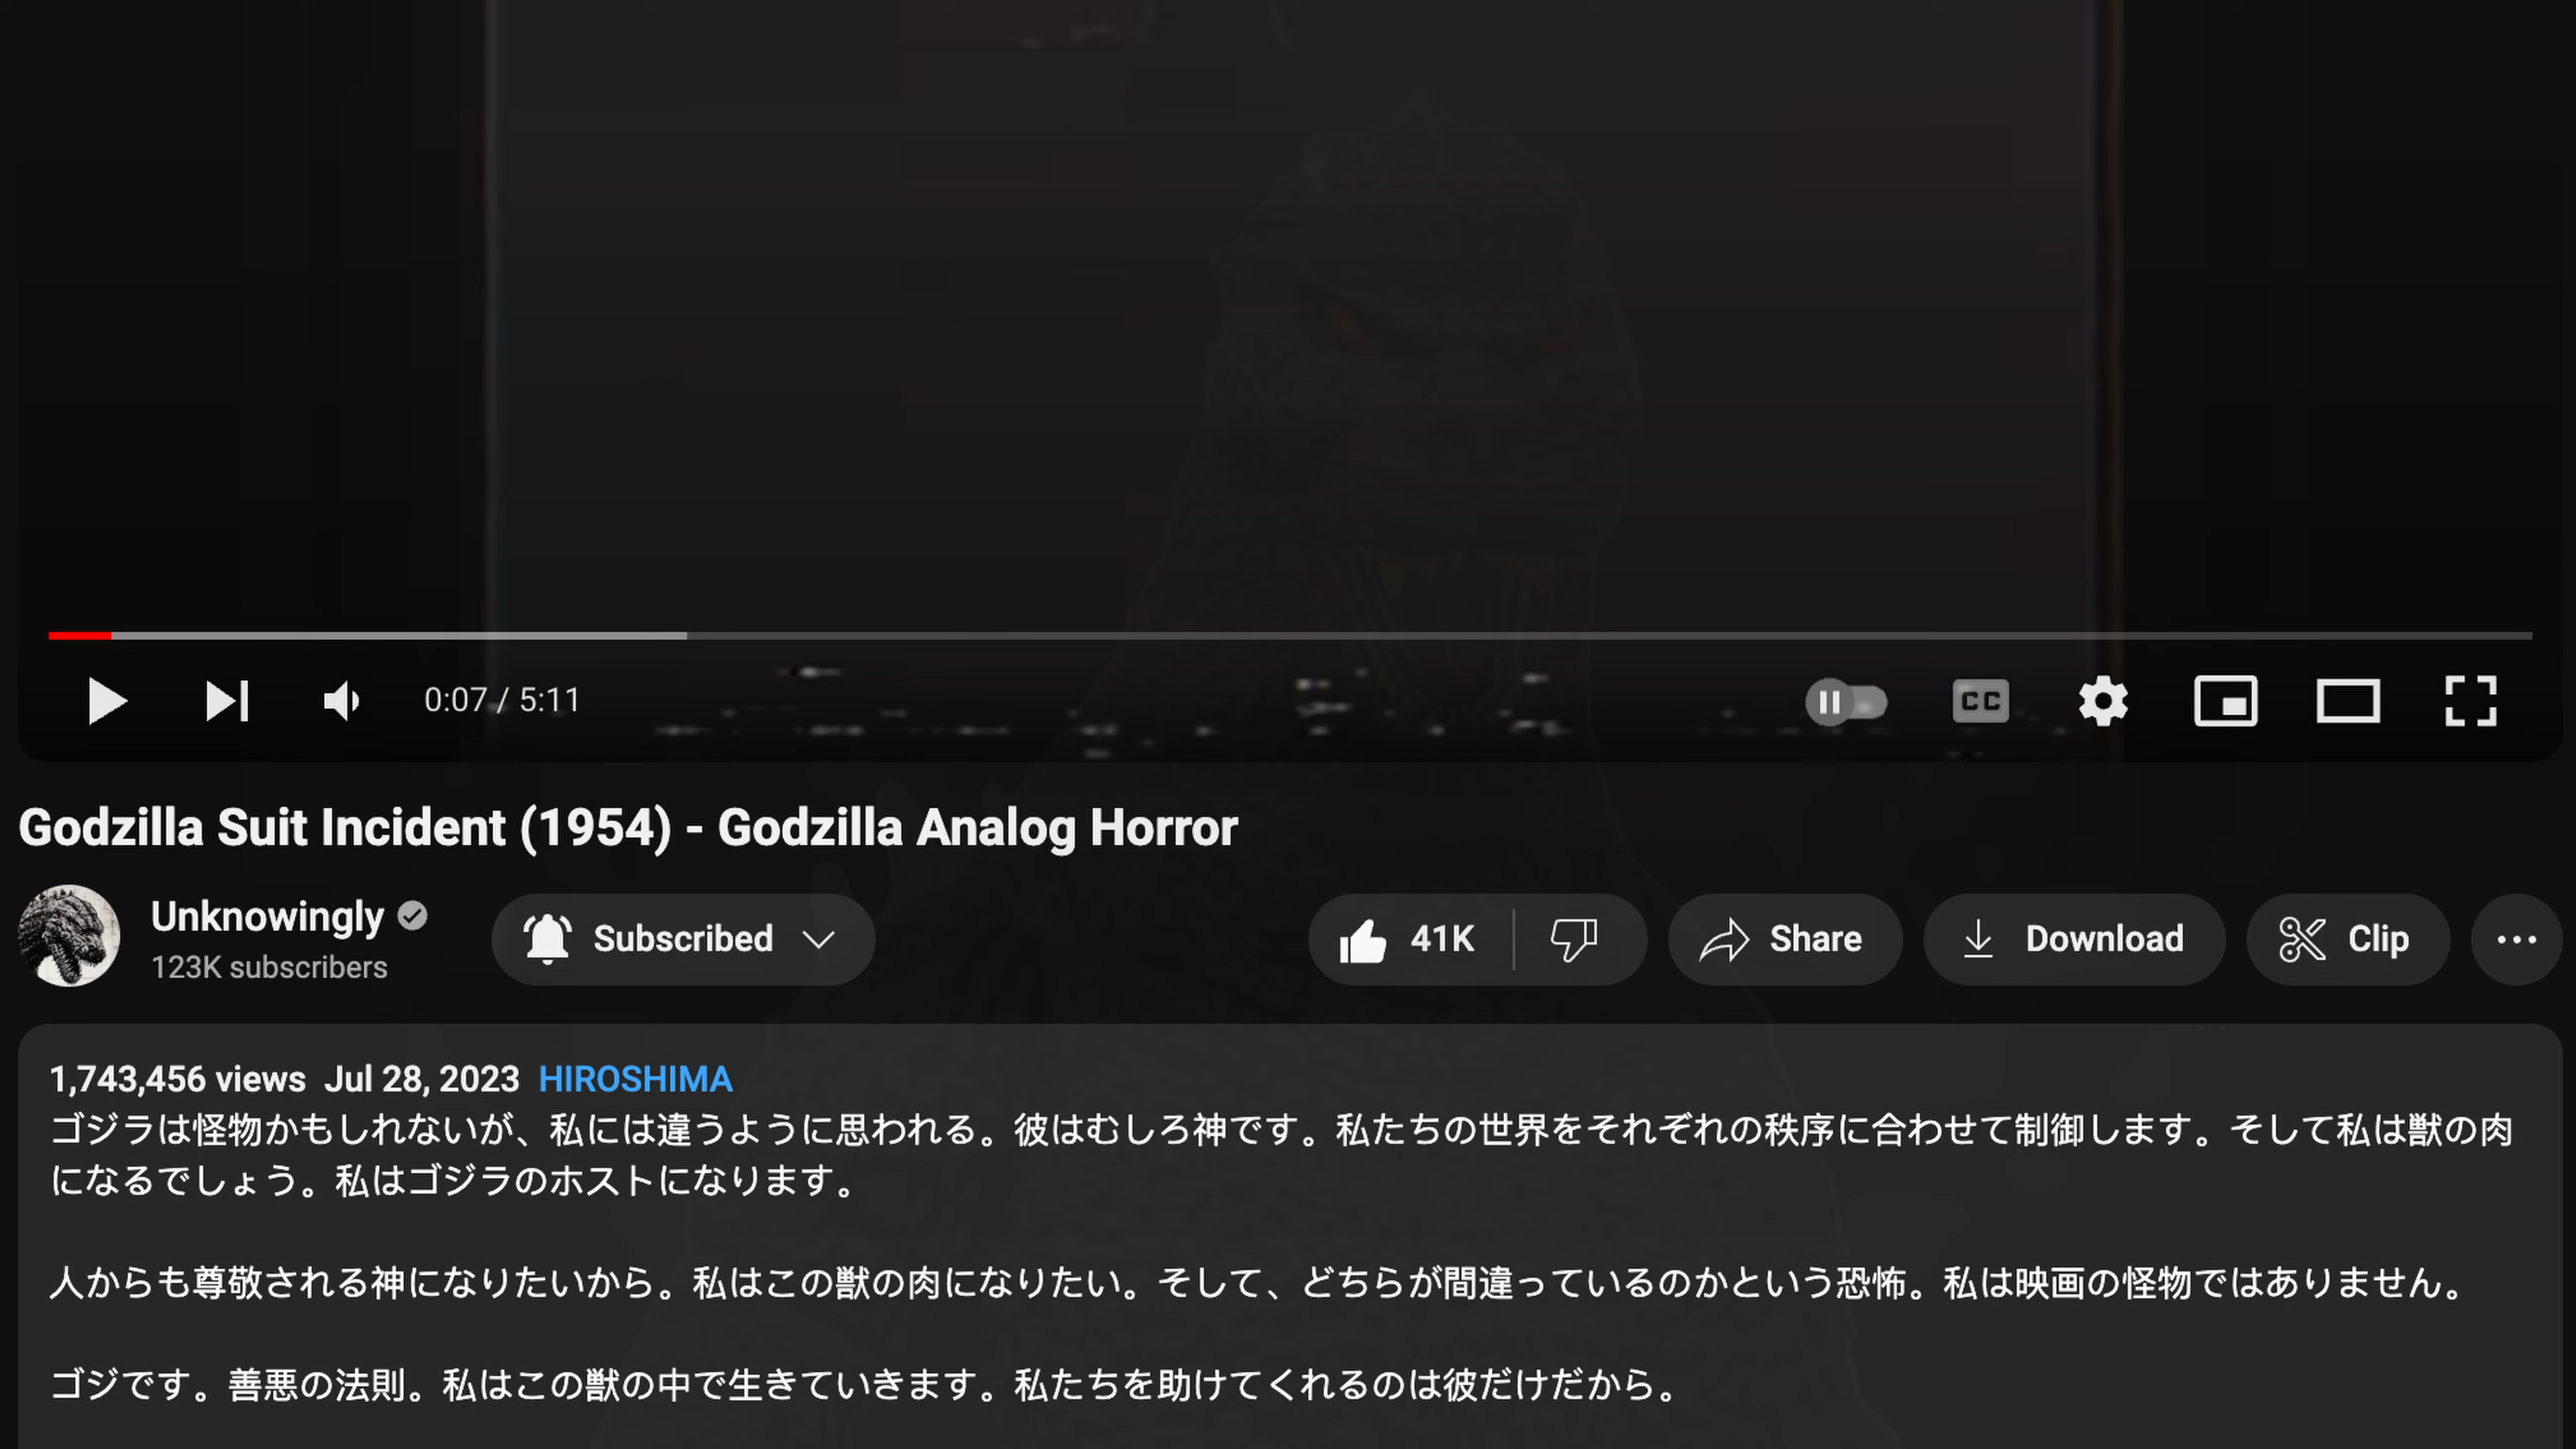 0:07 / 5:11
CC
Godzilla Suit Incident (1954) - Godzilla Analog Horror
Unknowingly
123K subscribers
Subscribed
41K
Share
Download
Clip
1,743,456 views Jul 28, 2023 HIROSHIMA
ゴジラは怪物かもしれないが、私には違うように思われる。彼はむしろ神です。私たちの世界をそれぞれの秩序に合わせて制御します。そして私は獣の肉
になるでしょう。私はゴジラのホストになります。
人からも尊敬される神になりたいから。私はこの獣の肉になりたい。そして、どちらが間違っているのかという恐怖。私は映画の怪物ではありません。
ゴジです。善悪の法則。私はこの獣の中で生きていきます。私たちを助けてくれるのは彼だけだから。